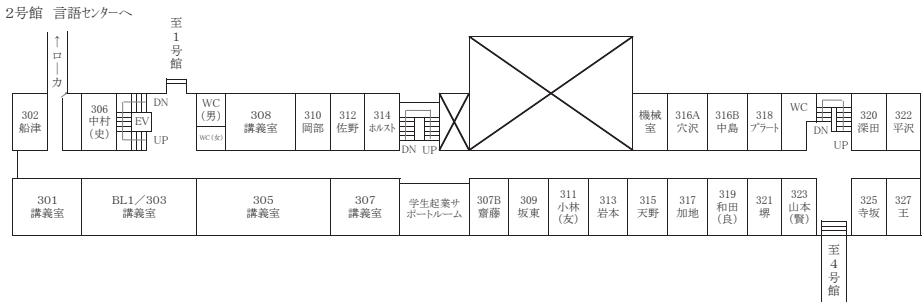 2号館 言語センターへ
↑ローカ
至1号館
302
船津
306
中村
(史)
DN
EV
UP
WC
(男)
WC(女)
308
講義室
310
岡部
312
佐野
314
ホルスト
DN UP
機械
室
316A
穴沢
316B
中島
318
プラート
WC
DN
UP
320
深田
322
平沢
301
講義室
BL1/303
講義室
305
講義室
307
講義室
学生起業サ
ポートルーム
307B
齋藤
309
坂東
311
小林
(友)
313
岩本
315
天野
317
加地
319
和田
(良)
321
堺
323
山本
(賢)
至4号館
325
寺坂
327
王